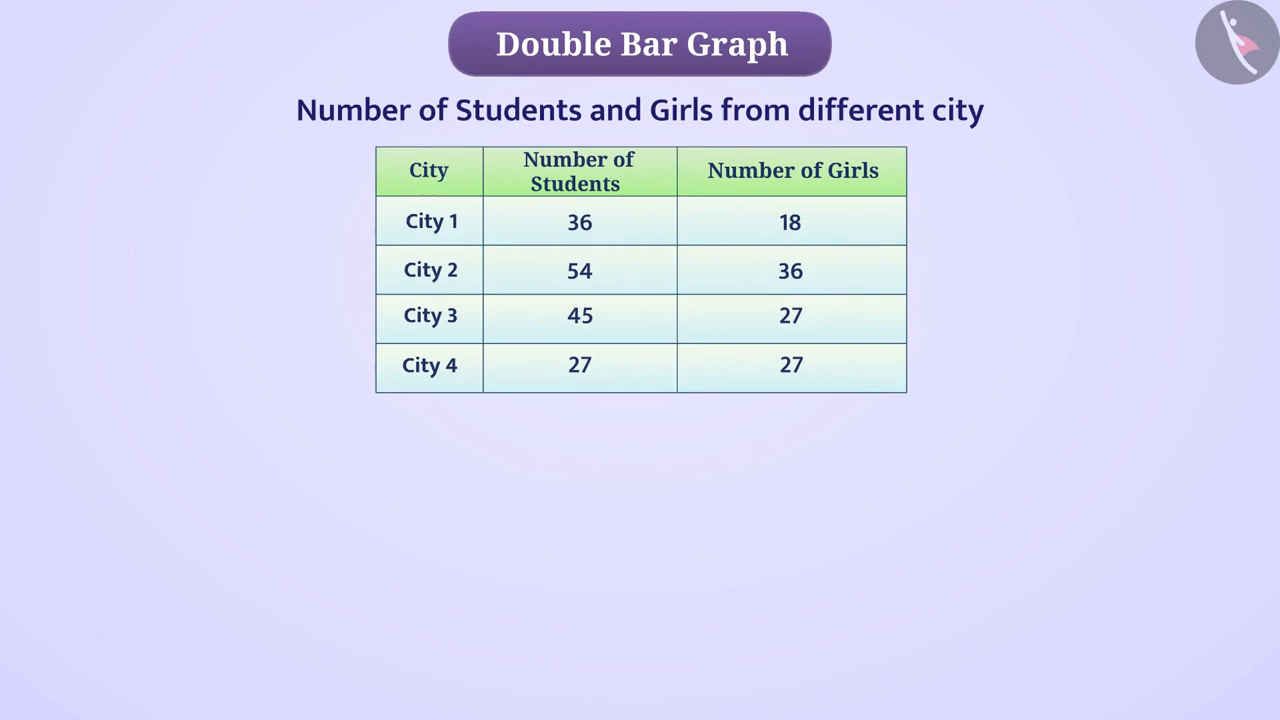 Double Bar Graph
Number of Students and Girls from different city
City Number of Students Number of Girls
City 1 36 18
City 2 54 36
City 3 45 27
City 4 27 27